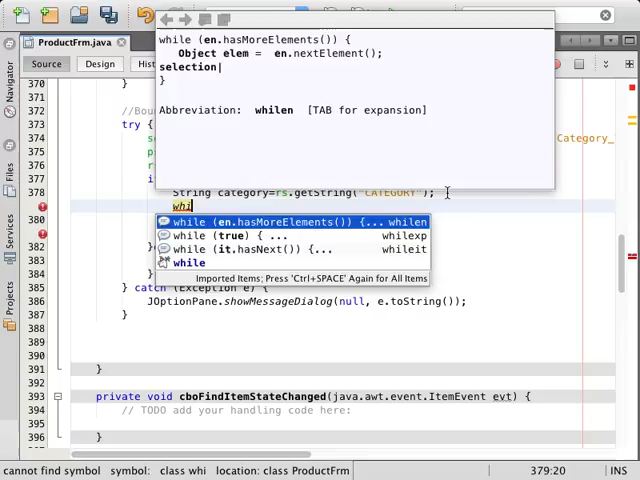 ProductFrm.java
Source
Design
Hist
Navigator
Files
Services
Projects
while (en.hasMoreElements()) {
Object elem = en.nextElement();
selection
}
Abbreviation: whilen [TAB for expansion]
370 }
371
372 //Boun
373 try {
374 s Category_
375 p
376 r
377 i
378 String category=rs.getString("CATEGORY");
whi
380
382 }
384 }
385 } catch (Exception e) {
386 JOptionPane.showMessageDialog(null, e.toString());
387 }
388
389
390
391 }
392
393 private void cboFindItemStateChanged(java.awt.event.ItemEvent evt) {
394 // TODO add your handling code here:
395
396 }
while (en.hasMoreElements()) {... whilen
while (true) { ... whilexp
while (it.hasNext()) {... whileit
while
Imported Items; Press 'Ctrl+SPACE' Again for All Items
cannot find symbol symbol: class whi location: class ProductFrm
379:20
INS